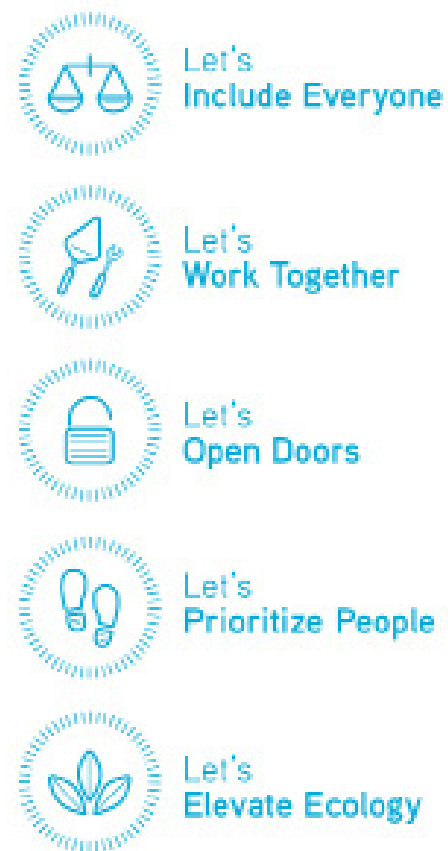 Let's
Include Everyone
Let's
Work Together
Let's
Open Doors
Let's
Prioritize People
Let's
Elevate Ecology